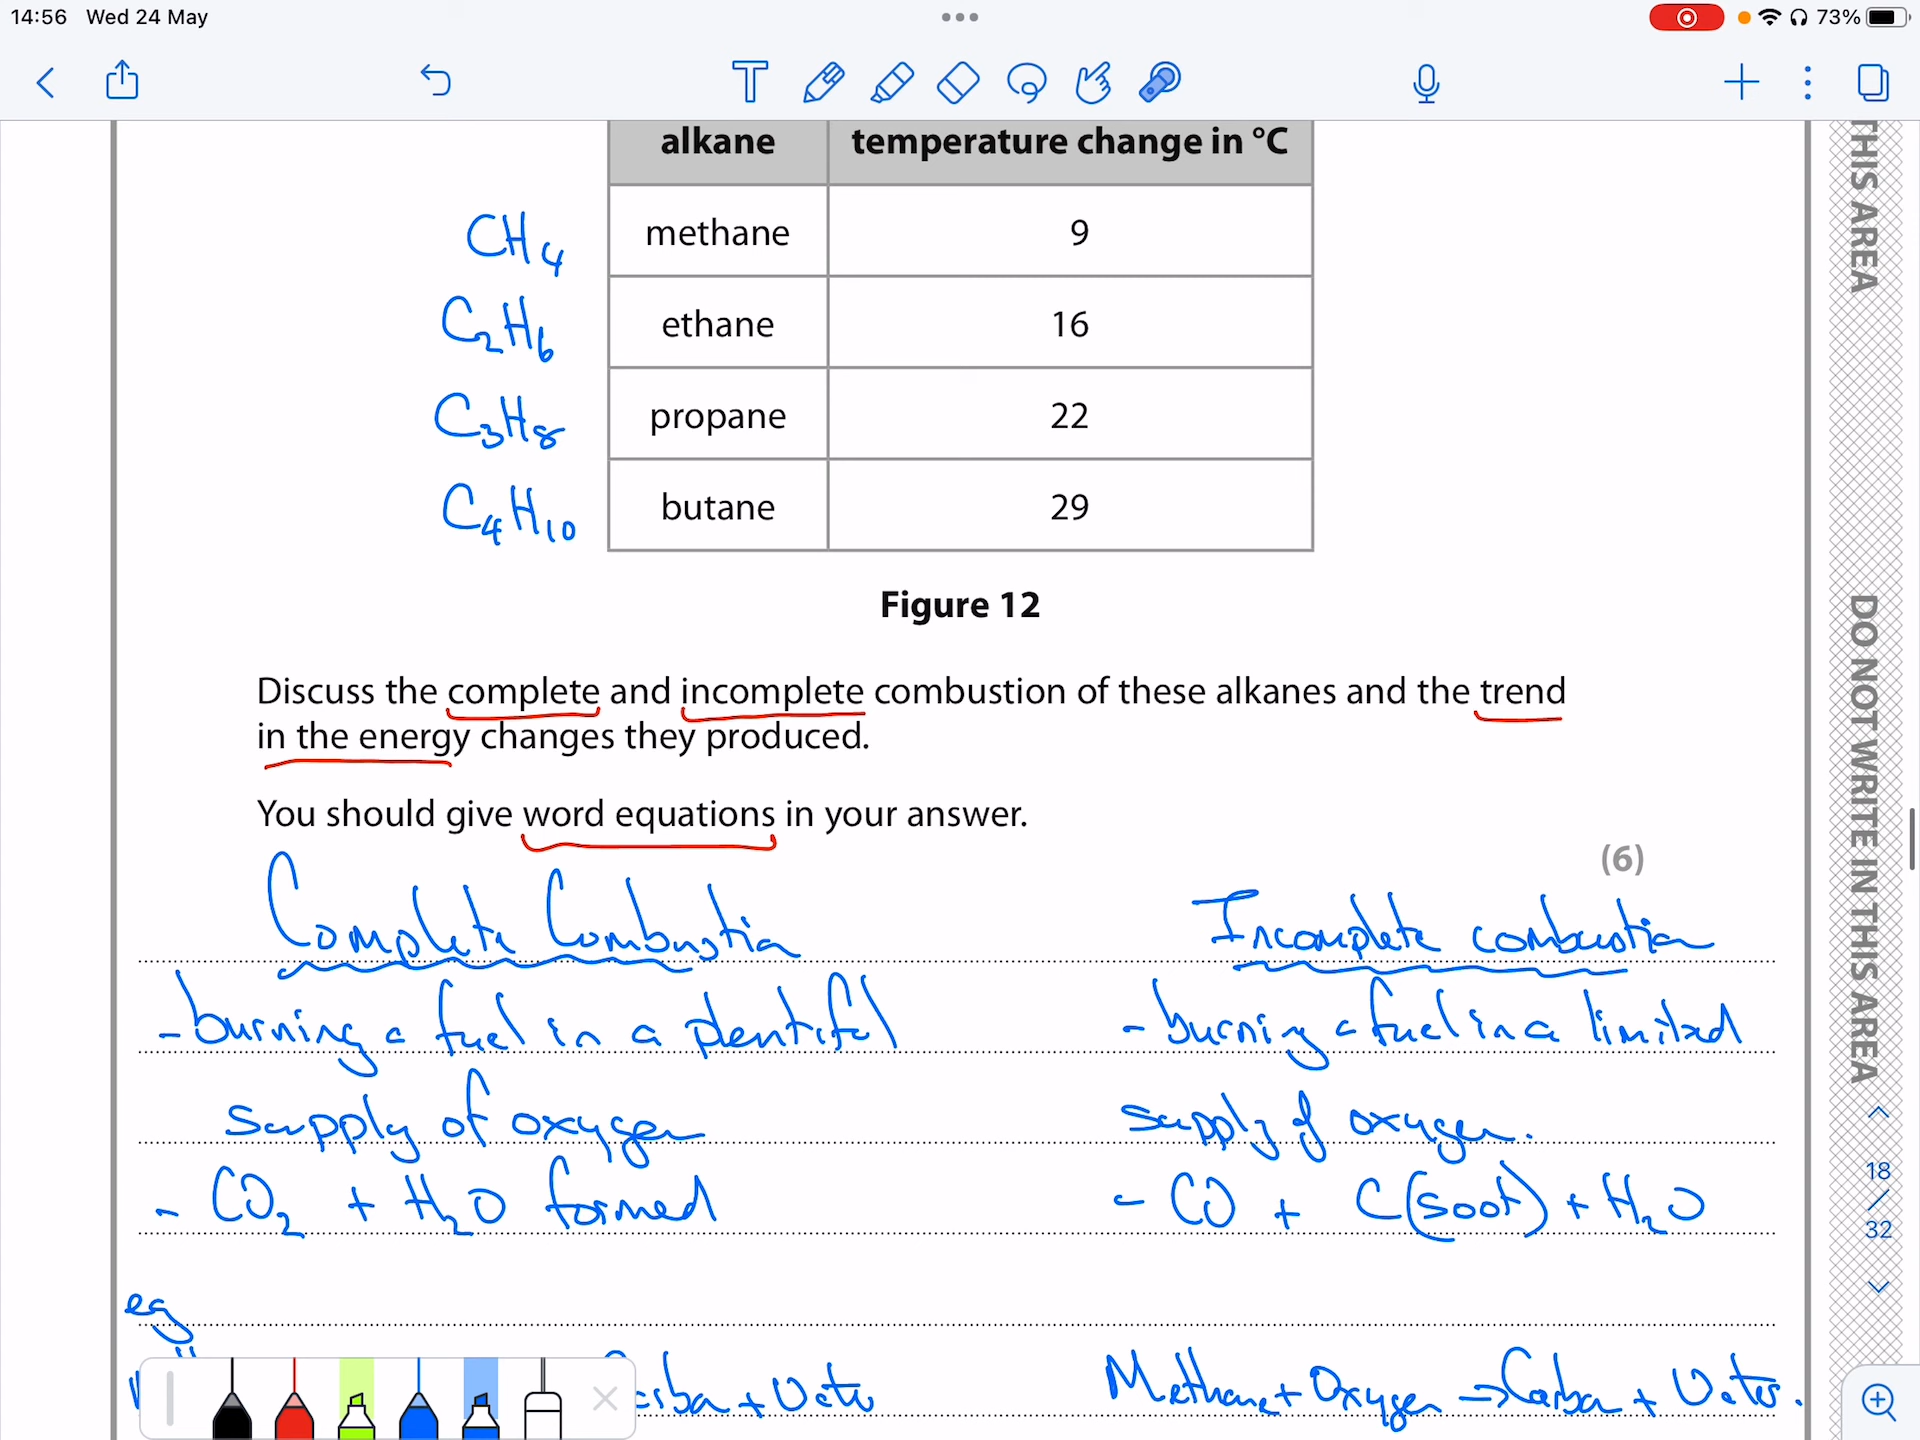 14:56 Wed 24 May
73%
alkane temperature change in °C
CH4 methane 9
C2H6 ethane 16
C3H8 propane 22
C4H10 butane 29
Figure 12
Discuss the complete and incomplete combustion of these alkanes and the trend
in the energy changes they produced.
You should give word equations in your answer.
(6)
Complete Combustion
- burning a fuel in a plentiful
supply of oxygen
- CO2 + H2O formed
Incomplete combustion
- burning a fuel in a limited
supply of oxygen.
- CO + C(soot) + H2O
eg
+ Water
Methane + Oxygen → Carbon + Water.
THIS AREA
DO NOT WRITE IN THIS AREA
18
/
32